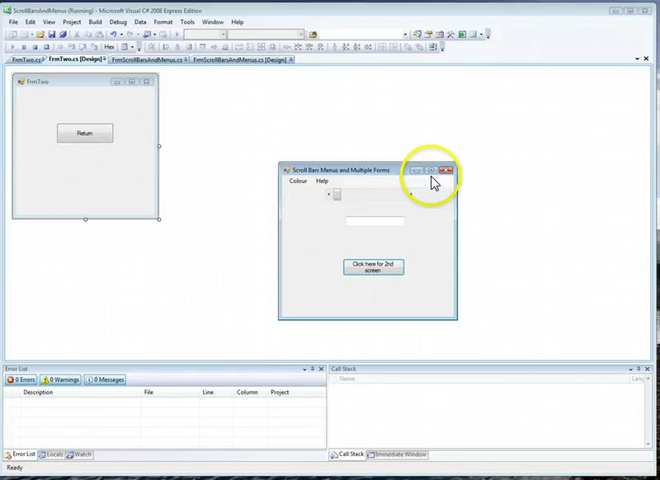 ScrollBarsAndMenus (Running) - Microsoft Visual C# 2008 Express Edition
File Edit View Project Build Debug Data Format Tools Window Help
Hex
FrmTwo.cs FrmTwo.cs [Design] FrmScrollBarsAndMenus.cs FrmScrollBarsAndMenus.cs [Design]
FrmTwo
Return
Scroll Bars Menus and Multiple Forms
Colour Help
Click here for 2nd
screen
Error List
0 Errors 0 Warnings 0 Messages
Description File Line Column Project
Error List Locals Watch
Call Stack
Name Lang
Call Stack Immediate Window
Ready